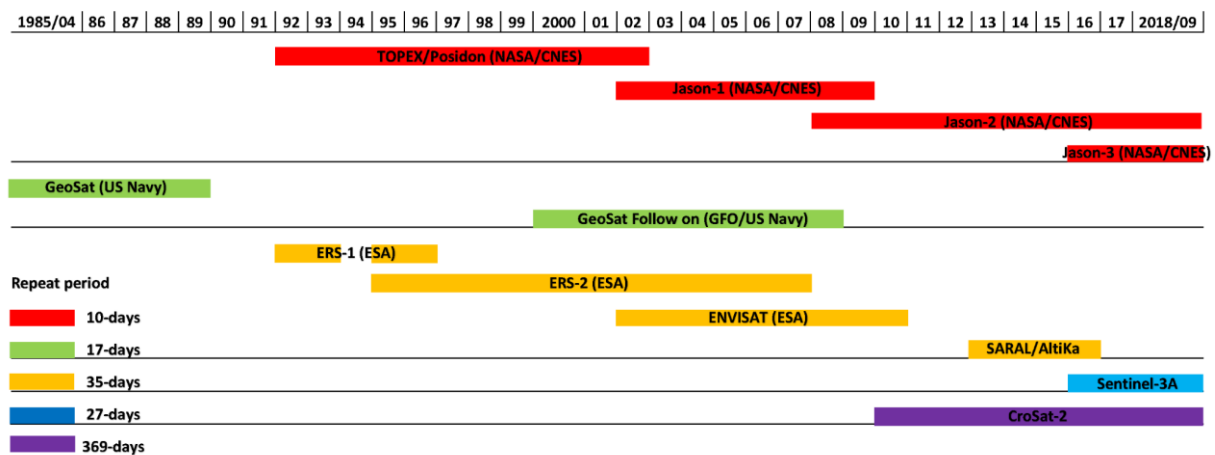 1985/04 86 87 88 89 90 91 92 93 94 95 96 97 98 99 2000 01 02 03 04 05 06 07 08 09 10 11 12 13 14 15 16 17 2018/09
TOPEX/Posidon (NASA/CNES)
Jason-1 (NASA/CNES)
Jason-2 (NASA/CNES)
Jason-3 (NASA/CNES)
GeoSat (US Navy)
GeoSat Follow on (GFO/US Navy)
ERS-1 (ESA)
Repeat period
ERS-2 (ESA)
10-days
ENVISAT (ESA)
17-days
SARAL/AltiKa
35-days
Sentinel-3A
27-days
CroSat-2
369-days